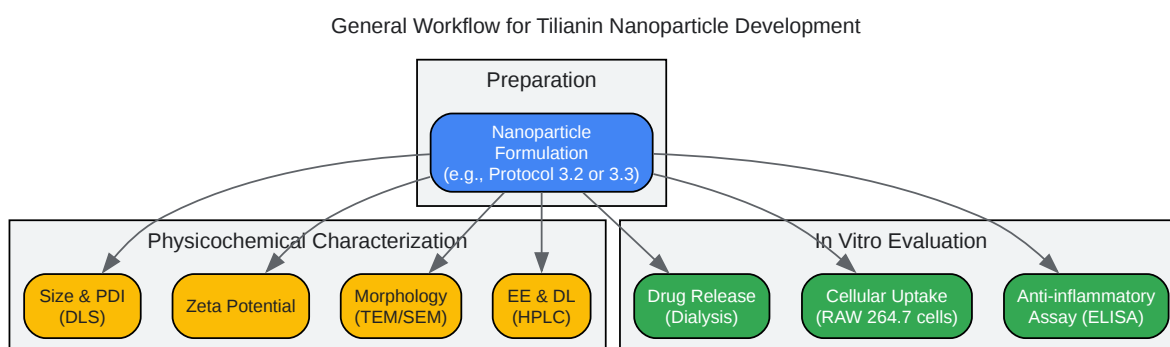 General Workflow for Tilianin Nanoparticle Development
Preparation
Nanoparticle
Formulation
(e.g., Protocol 3.2 or 3.3)
Physicochemical Characterization
In Vitro Evaluation
Size & PDI
(DLS)
Zeta Potential
Morphology
(TEM/SEM)
EE & DL
(HPLC)
Drug Release
(Dialysis)
Cellular Uptake
(RAW 264.7 cells)
Anti-inflammatory
Assay (ELISA)